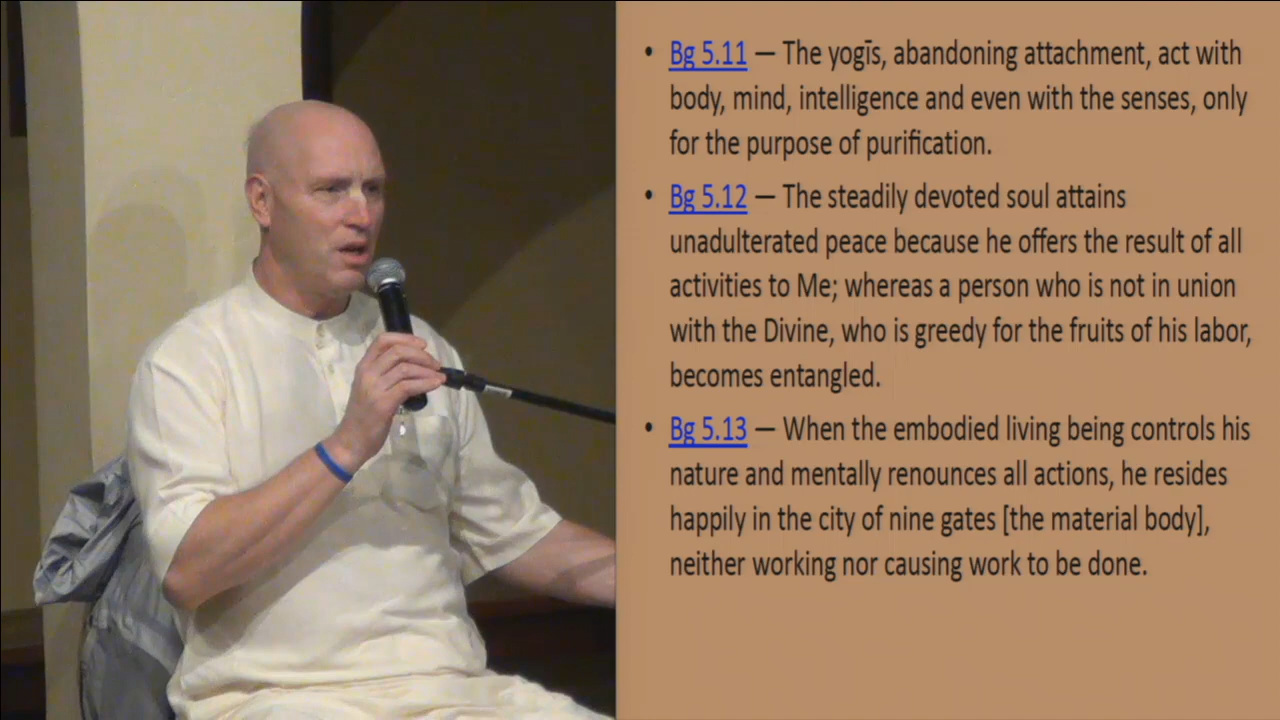 • Bg 5.11 — The yogīs, abandoning attachment, act with
body, mind, intelligence and even with the senses, only
for the purpose of purification.
• Bg 5.12 — The steadily devoted soul attains
unadulterated peace because he offers the result of all
activities to Me; whereas a person who is not in union
with the Divine, who is greedy for the fruits of his labor,
becomes entangled.
• Bg 5.13 — When the embodied living being controls his
nature and mentally renounces all actions, he resides
happily in the city of nine gates [the material body],
neither working nor causing work to be done.